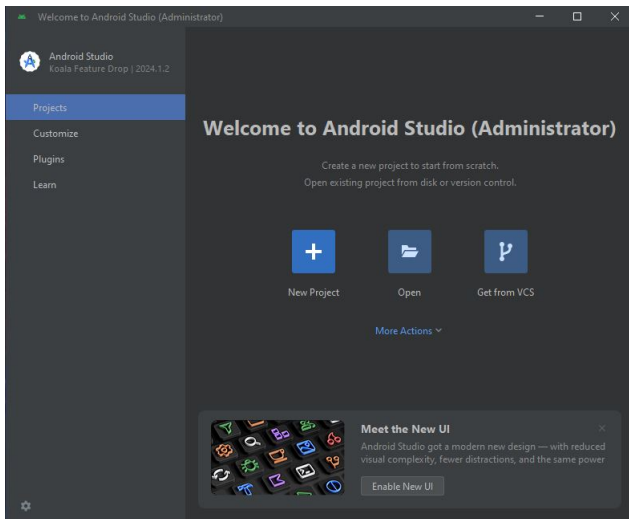 Welcome to Android Studio (Administrator)
Android Studio
Koala Feature Drop | 2024.1.2
Projects
Customize
Plugins
Learn
Welcome to Android Studio (Administrator)
Create a new project to start from scratch.
Open existing project from disk or version control.
New Project
Open
Get from VCS
More Actions
Meet the New UI
Android Studio got a modern new design — with reduced
visual complexity, fewer distractions, and the same power
Enable New UI